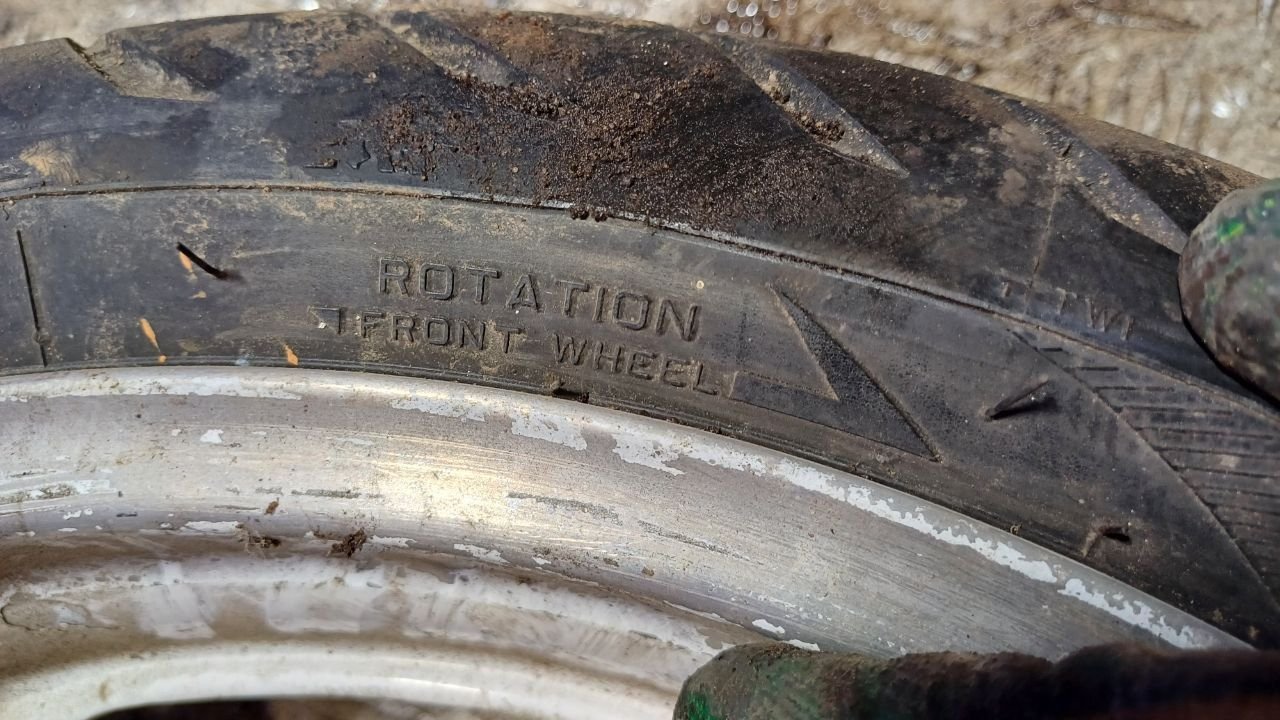 ROTATION
FRONT WHEEL
TWI